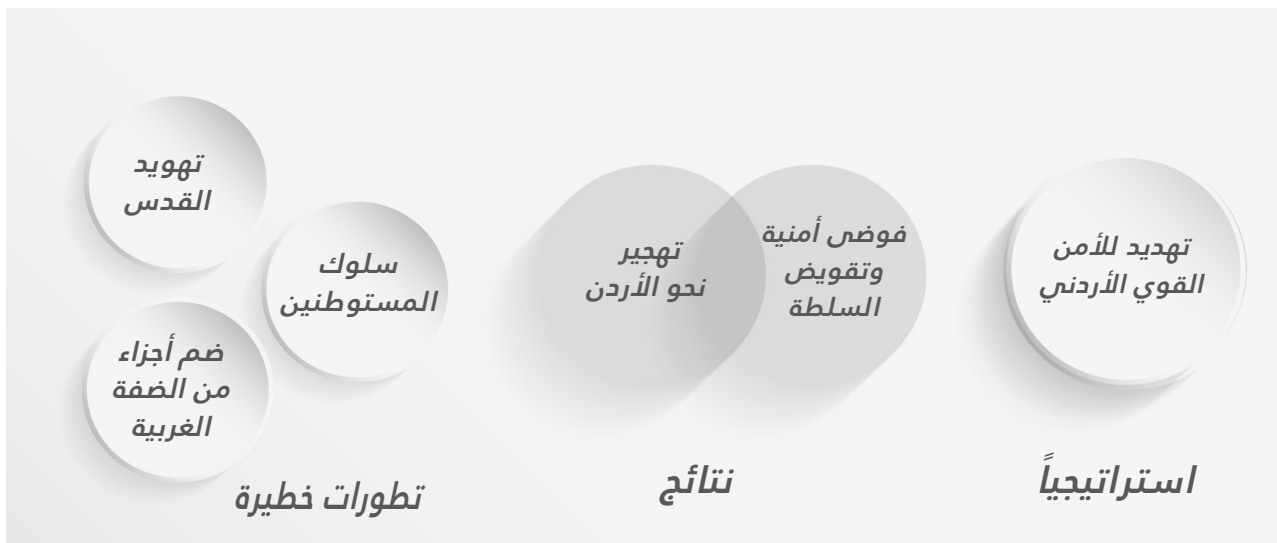 تهويد
القدس
سلوك
المستوطنين
ضم أجزاء
من الضفة
الغربية
تطورات خطيرة
تهجير
نحو الأردن
فوضى أمنية
وتقويض
السلطة
نتائج
تهديد للأمن
القوي الأردني
استراتيجياً